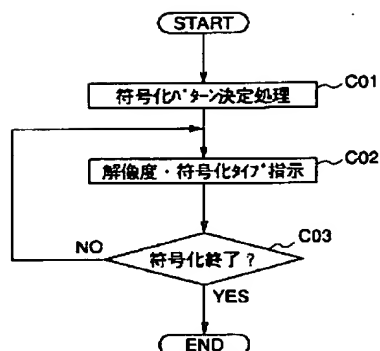 START
符号化パターン決定処理
C01
解像度・符号化タイプ指示
C02
符号化終了?
C03
NO
YES
END